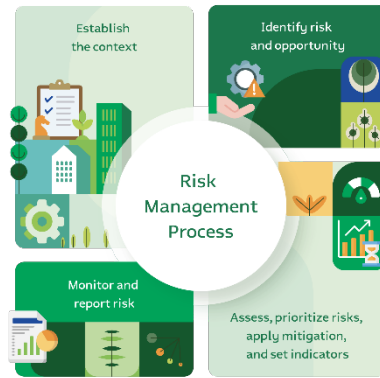 Establish
the context
Identify risk
and opportunity
Risk
Management
Process
Monitor and
report risk
Assess, prioritize risks,
apply mitigation,
and set indicators